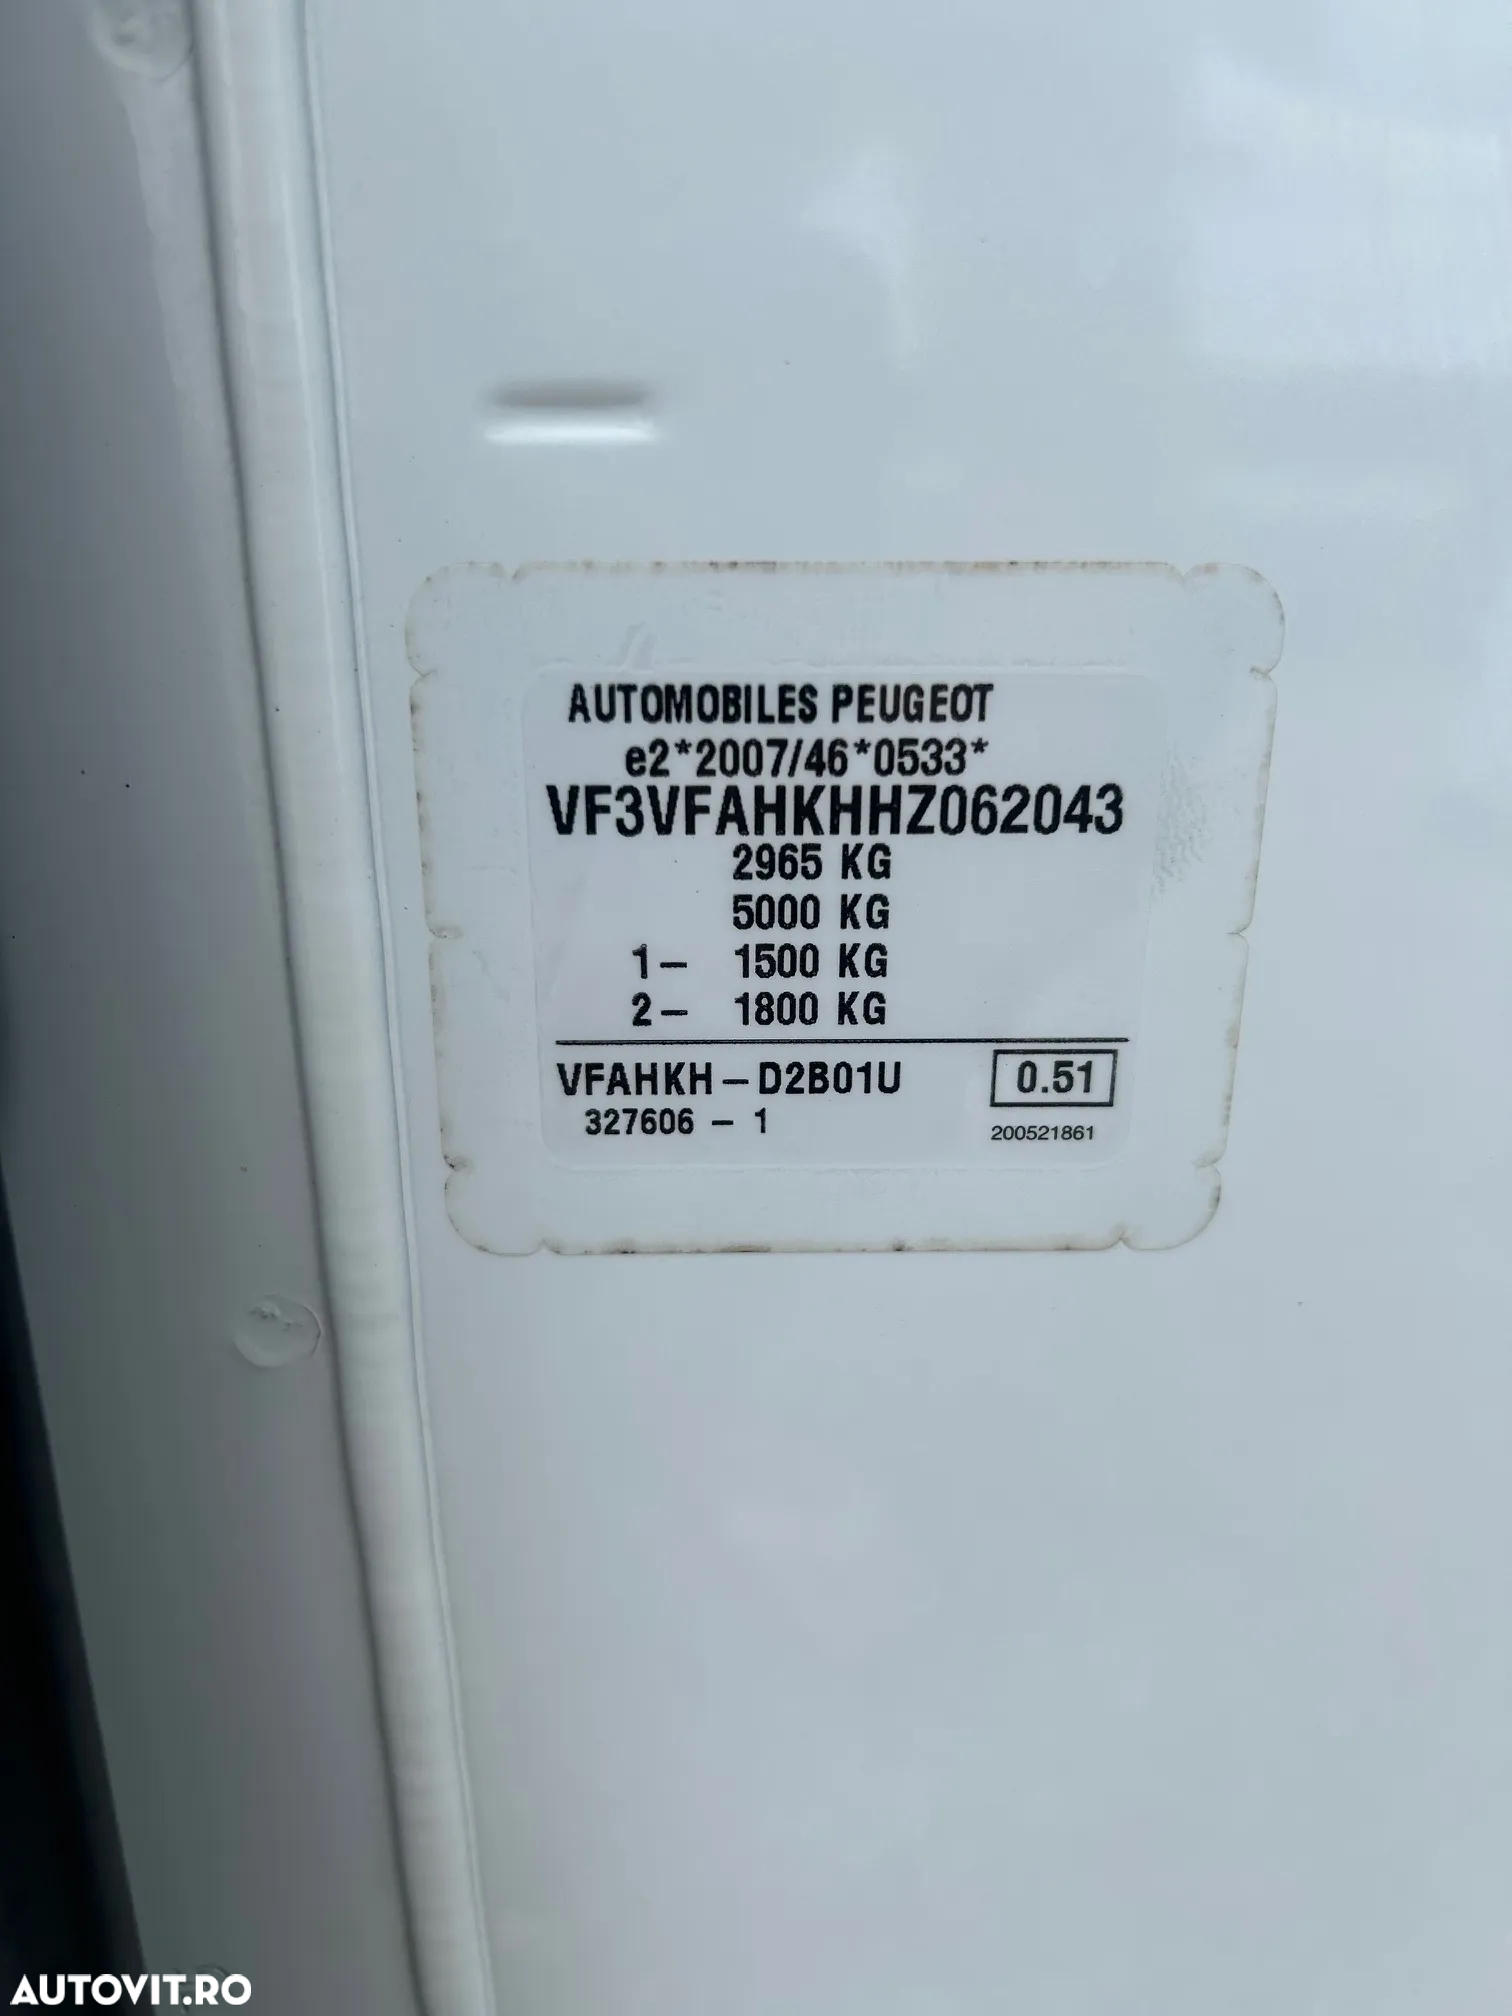 AUTOMOBILES PEUGEOT
e2*2007/46*0533*
VF3VFAHKHHZ062043
2965 KG
5000 KG
1- 1500 KG
2- 1800 KG
VFAHKH-D2B01U 0.51
327606 - 1 200521861
AUTOVIT.RO